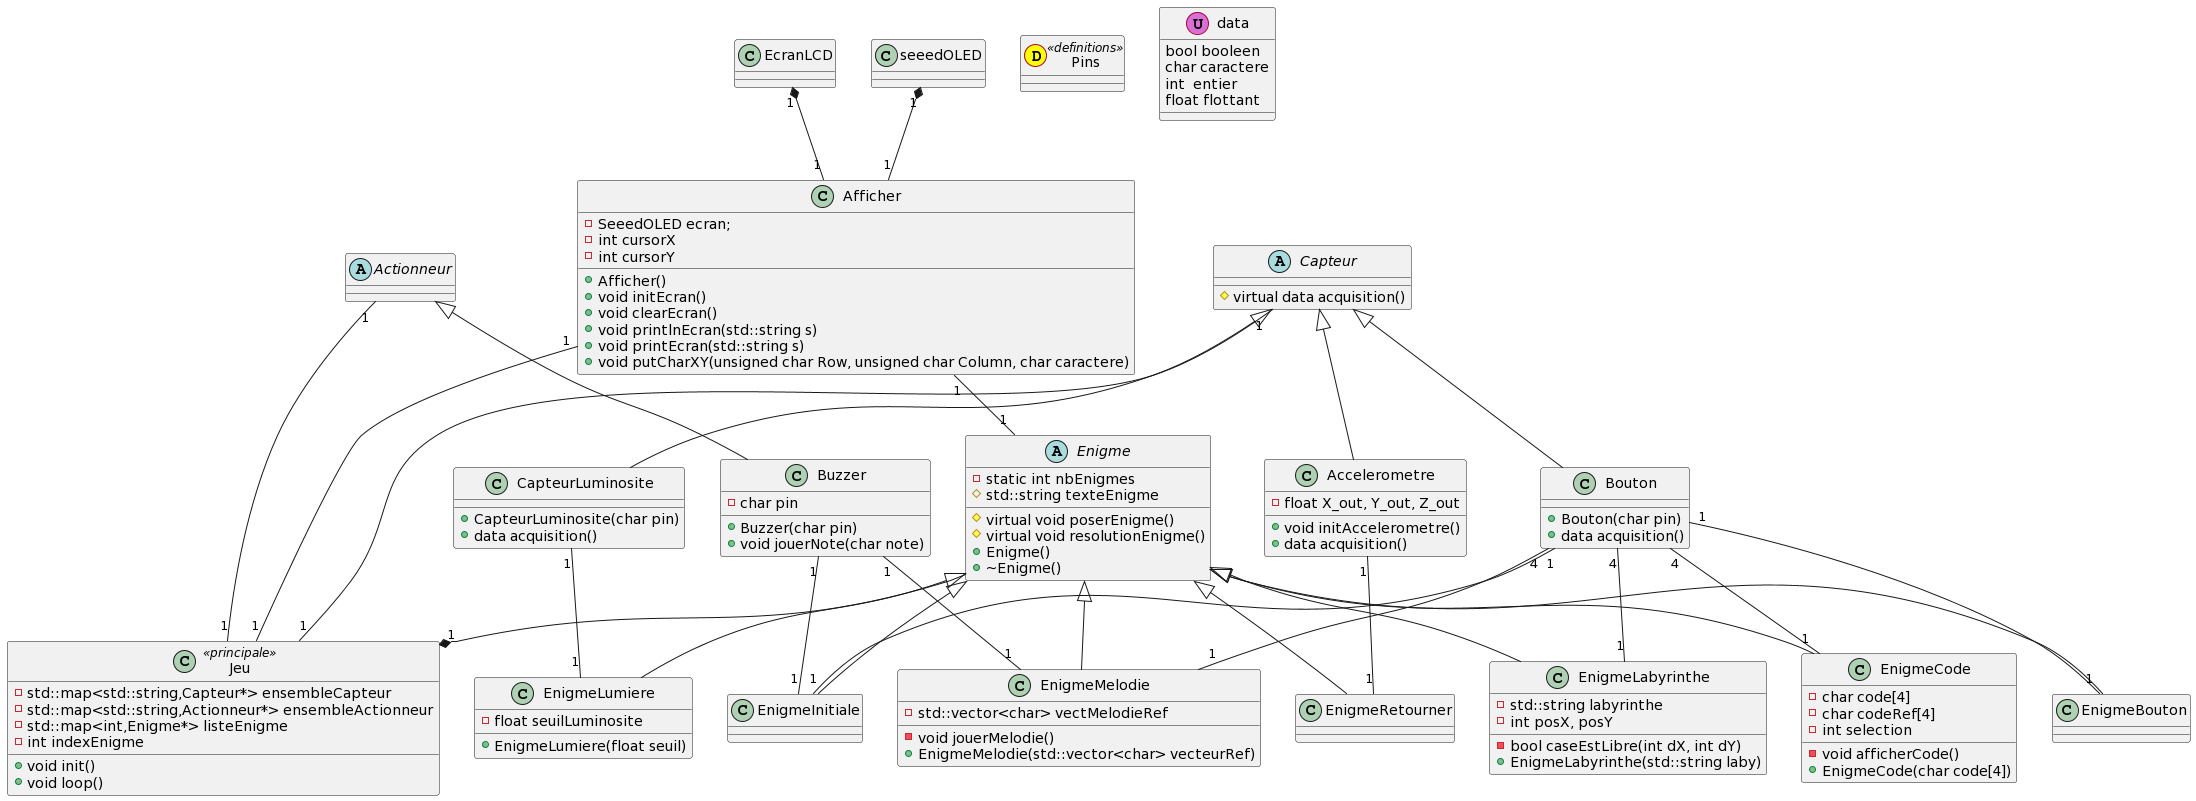 C EcranLCD
C seeedOLED
D «definitions»
Pins
U data
bool booleen
char caractere
int  entier
float flottant
1
1
1
1
C Afficher
SeeedOLED ecran;
int cursorX
int cursorY
Afficher()
void initEcran()
void clearEcran()
void printlnEcran(std::string s)
void printEcran(std::string s)
void putCharXY(unsigned char Row, unsigned char Column, char caractere)
A Actionneur
A Capteur
virtual data acquisition()
1
1
1
1
1
A Enigme
static int nbEnigmes
std::string texteEnigme
virtual void poserEnigme()
virtual void resolutionEnigme()
Enigme()
~Enigme()
C CapteurLuminosite
CapteurLuminosite(char pin)
data acquisition()
C Buzzer
char pin
Buzzer(char pin)
void jouerNote(char note)
C Accelerometre
float X_out, Y_out, Z_out
void initAccelerometre()
data acquisition()
C Bouton
Bouton(char pin)
data acquisition()
1
1
1
1
1
4
1
4
4
1
1
1
1
1
1
1
1
1
1
1
1
1
C «principale»
Jeu
std::map<std::string,Capteur*> ensembleCapteur
std::map<std::string,Actionneur*> ensembleActionneur
std::map<int,Enigme*> listeEnigme
int indexEnigme
void init()
void loop()
C EnigmeLumiere
float seuilLuminosite
EnigmeLumiere(float seuil)
C EnigmeInitiale
C EnigmeMelodie
std::vector<char> vectMelodieRef
void jouerMelodie()
EnigmeMelodie(std::vector<char> vecteurRef)
C EnigmeRetourner
C EnigmeLabyrinthe
std::string labyrinthe
int posX, posY
bool caseEstLibre(int dX, int dY)
EnigmeLabyrinthe(std::string laby)
C EnigmeCode
char code[4]
char codeRef[4]
int selection
void afficherCode()
EnigmeCode(char code[4])
C EnigmeBouton